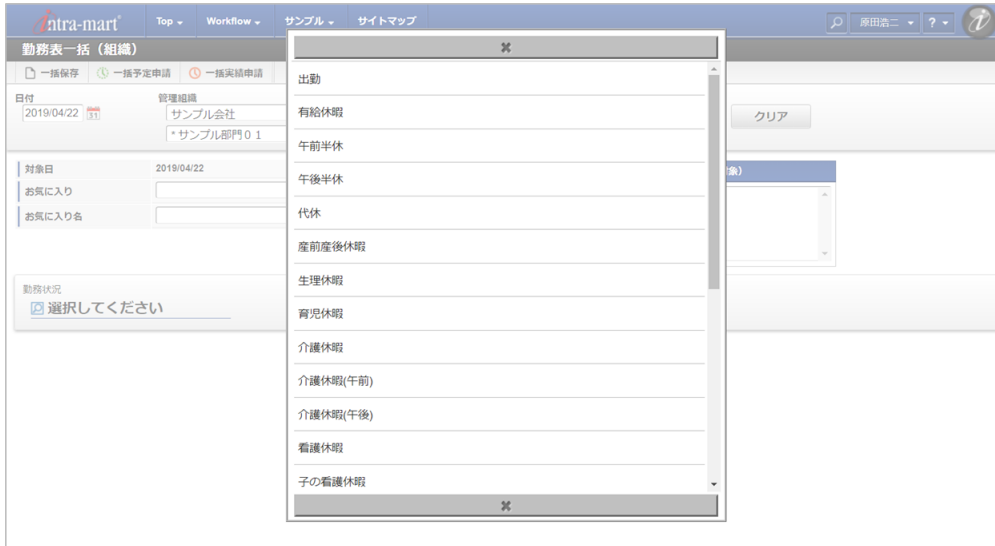 intra-mart®
Top
Workflow
サンプル
サイトマップ
原田浩二
?
勤務表一括（組織）
一括保存
一括予定申請
一括実績申請
日付
2019/04/22
31
管理組織
サンプル会社
*サンプル部門０１
クリア
対象日
2019/04/22
お気に入り
お気に入り名
象）
勤務状況
選択してください
出勤
有給休暇
午前半休
午後半休
代休
産前産後休暇
生理休暇
育児休暇
介護休暇
介護休暇(午前)
介護休暇(午後)
看護休暇
子の看護休暇